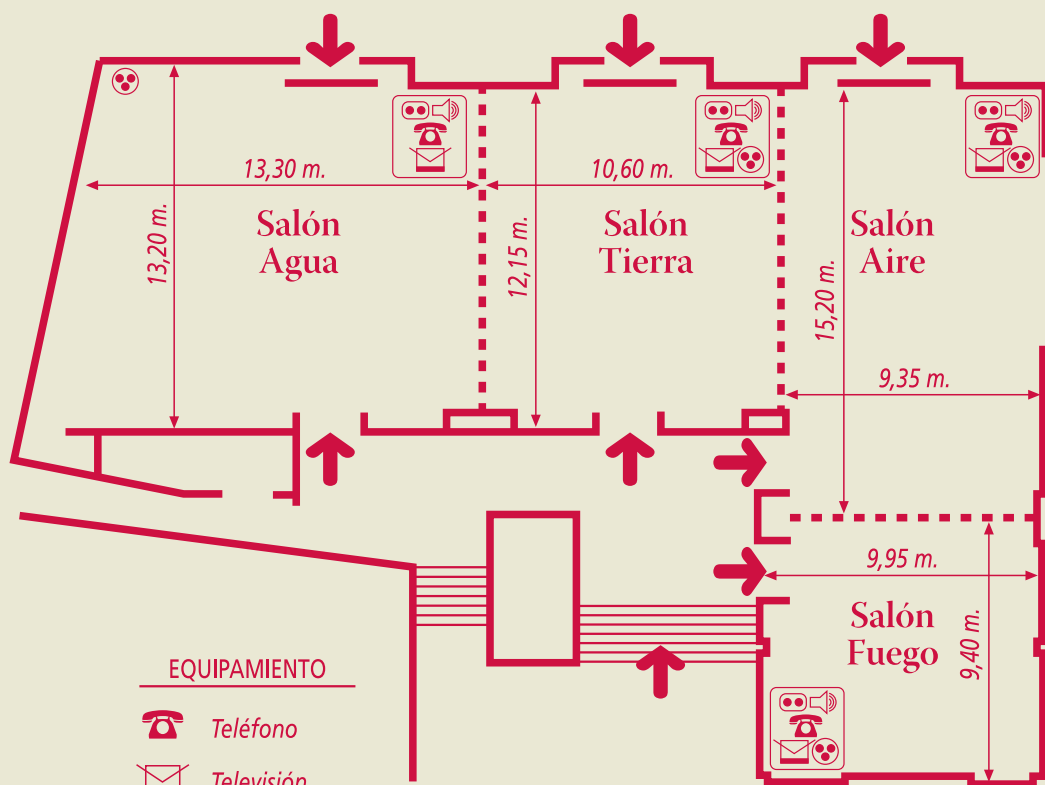 13,30 m.
10,60 m.
13,20 m.
Salón
Agua
12,15 m.
Salón
Tierra
15,20 m.
Salón
Aire
9,35 m.
9,95 m.
Salón
Fuego
9,40 m.
EQUIPAMIENTO
Teléfono
Televisión